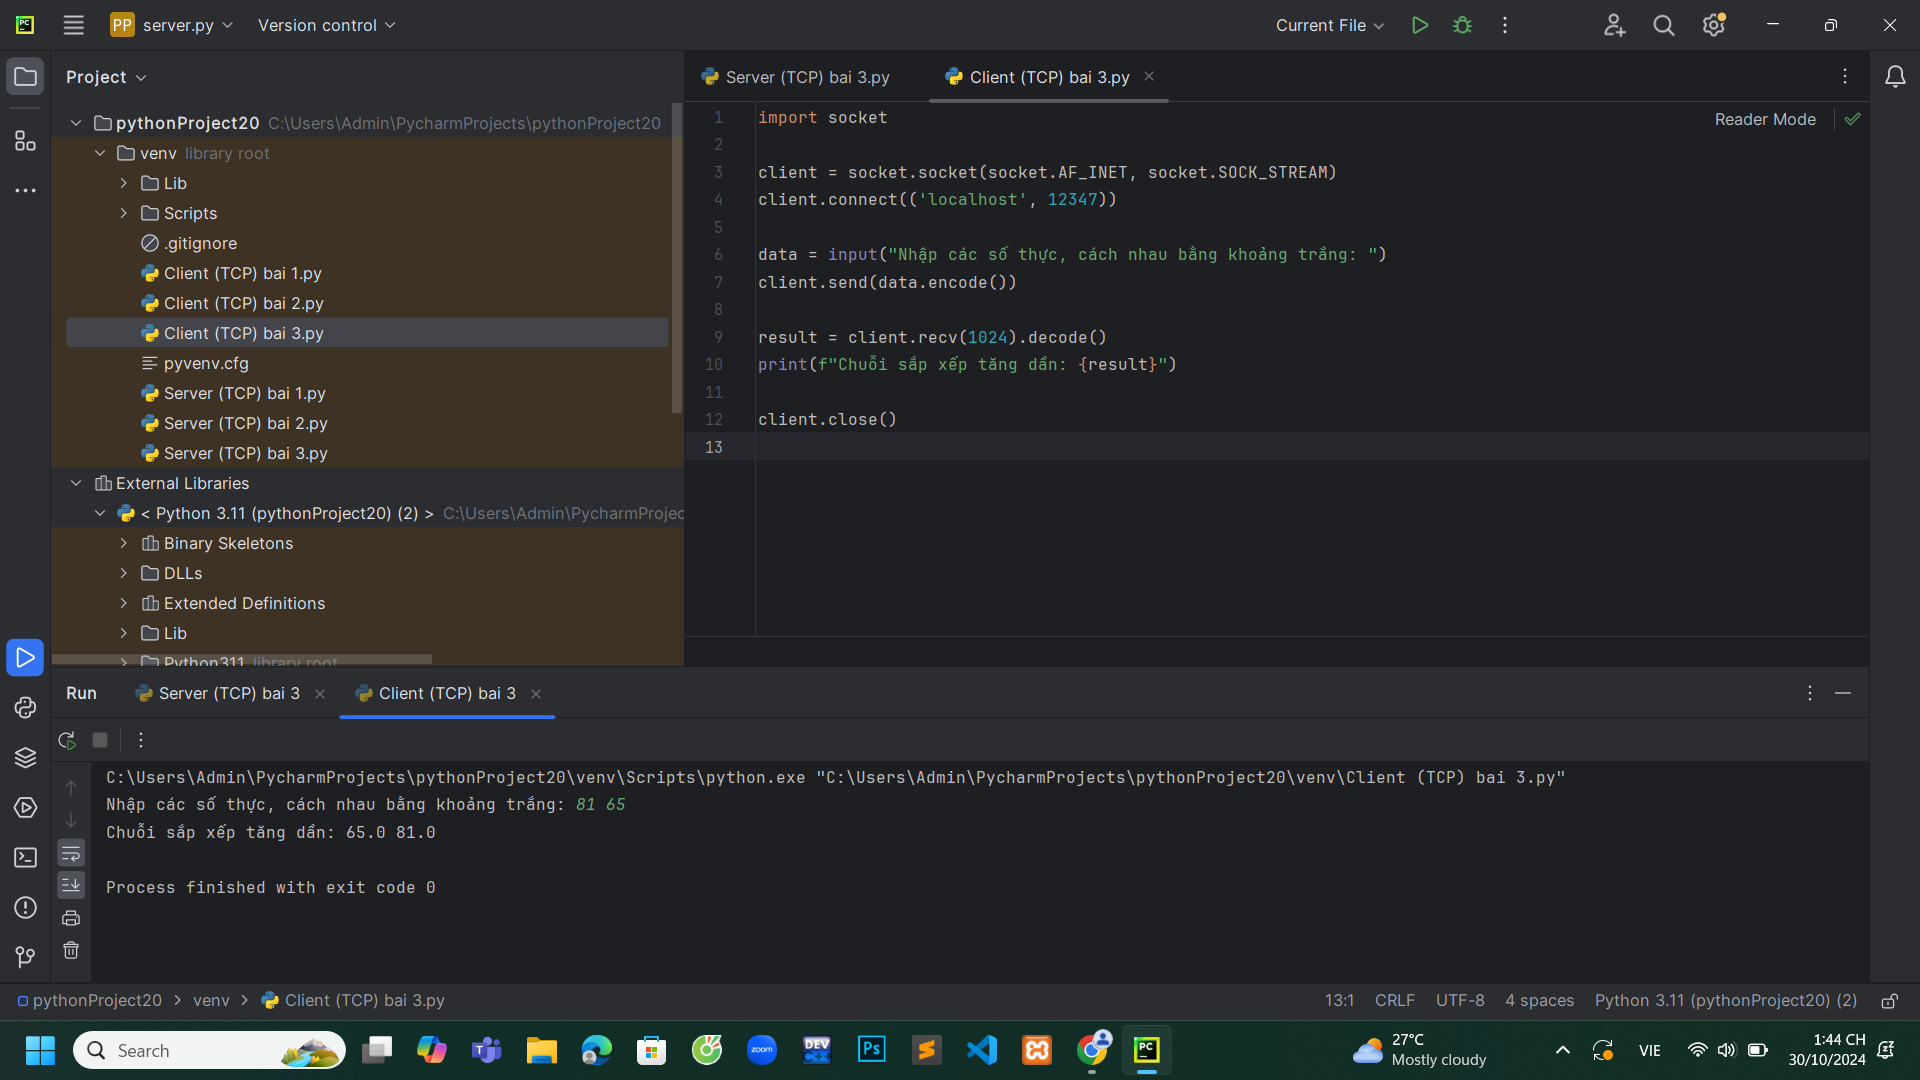 PC
PP server.py
Version control
Current File
Project
pythonProject20 C:\Users\Admin\PycharmProjects\pythonProject20
venv library root
Lib
Scripts
.gitignore
Client (TCP) bai 1.py
Client (TCP) bai 2.py
Client (TCP) bai 3.py
pyvenv.cfg
Server (TCP) bai 1.py
Server (TCP) bai 2.py
Server (TCP) bai 3.py
External Libraries
< Python 3.11 (pythonProject20) (2) > C:\Users\Admin\PycharmProjec
Binary Skeletons
DLLs
Extended Definitions
Lib
Python311 library root
Server (TCP) bai 3.py
Client (TCP) bai 3.py
Reader Mode
1 import socket
2
3 client = socket.socket(socket.AF_INET, socket.SOCK_STREAM)
4 client.connect(('localhost', 12347))
5
6 data = input("Nhập các số thực, cách nhau bằng khoảng trắng: ")
7 client.send(data.encode())
8
9 result = client.recv(1024).decode()
10 print(f"Chuỗi sắp xếp tăng dần: {result}")
11
12 client.close()
13
Run
Server (TCP) bai 3
Client (TCP) bai 3
C:\Users\Admin\PycharmProjects\pythonProject20\venv\Scripts\python.exe "C:\Users\Admin\PycharmProjects\pythonProject20\venv\Client (TCP) bai 3.py"
Nhập các số thực, cách nhau bằng khoảng trắng: 81 65
Chuỗi sắp xếp tăng dần: 65.0 81.0
Process finished with exit code 0
pythonProject20 > venv > Client (TCP) bai 3.py
13:1 CRLF UTF-8 4 spaces Python 3.11 (pythonProject20) (2)
Search
zoom
DEV
C++
Ps
PC
27°C
Mostly cloudy
VIE
1:44 CH
30/10/2024